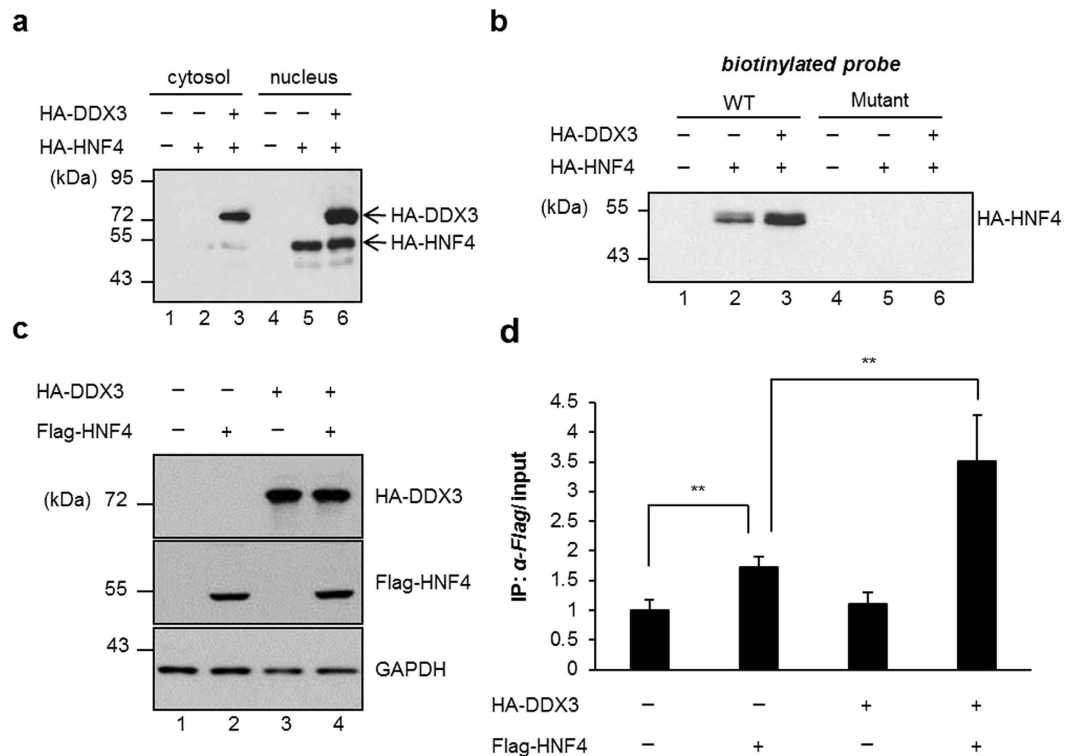 a
cytosol nucleus
HA-DDX3 – – + – – +
HA-HNF4 – + + – + +
(kDa)
95
72
55
43
HA-DDX3
HA-HNF4
1 2 3 4 5 6
b
biotinylated probe
WT Mutant
HA-DDX3 – – + – – +
HA-HNF4 – + + – + +
(kDa)
55
43
HA-HNF4
1 2 3 4 5 6
c
HA-DDX3 – – + +
Flag-HNF4 – + – +
(kDa)
72
HA-DDX3
55
Flag-HNF4
43
GAPDH
1 2 3 4
d
IP: α-Flag/input
4.5
4
3.5
3
2.5
2
1.5
1
0.5
0
**
**
HA-DDX3 – – + +
Flag-HNF4 – + – +